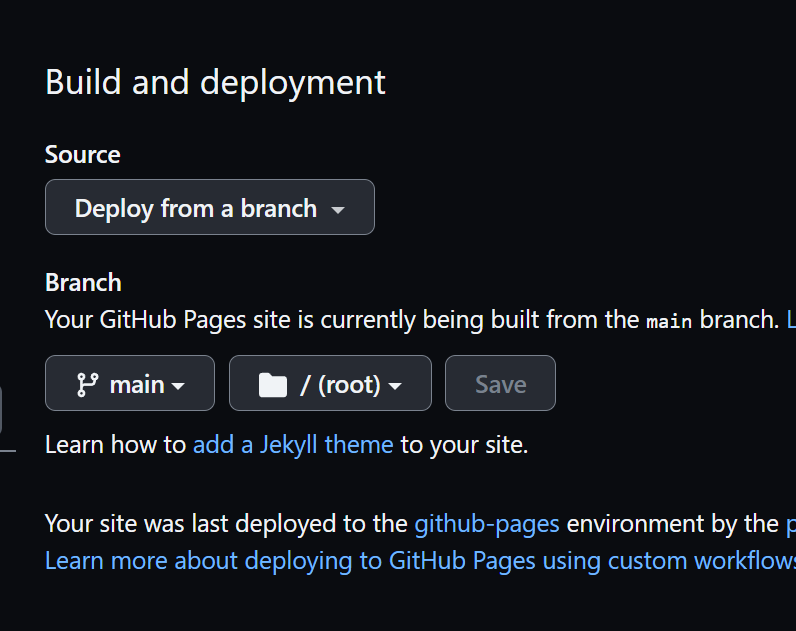 Build and deployment
Source
Deploy from a branch
Branch
Your GitHub Pages site is currently being built from the main branch.
main / (root) Save
Learn how to add a Jekyll theme to your site.
Your site was last deployed to the github-pages environment by the
Learn more about deploying to GitHub Pages using custom workflows